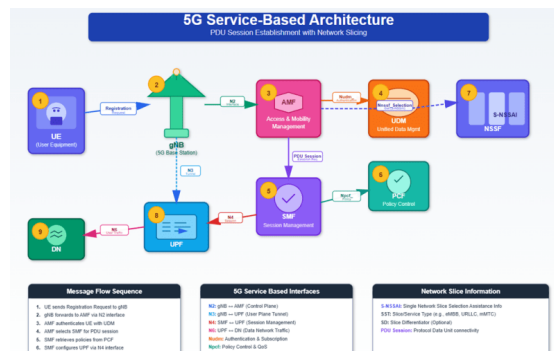 5G Service-Based Architecture
PDU Session Establishment with Network Slicing
1
UE
(User Equipment)
Registration
2
gNB
(5G Base Station)
N2
3
AMF
Access & Mobility
Management
Nudm
4
UDM
Unified Data Mgmt
Nnssf_Selection
7
S-NSSAI
NSSF
N3
PDU Session
5
SMF
Session Management
Npcf
6
PCF
Policy Control
N4
8
UPF
N6
9
DN
Message Flow Sequence
1. UE sends Registration Request to gNB
2. gNB forwards to AMF via N2 interface
3. AMF authenticates UE with UDM
4. AMF selects SMF for PDU session
5. SMF retrieves policies from PCF
6. SMF configures UPF via N4 interface
5G Service Based Interfaces
N2: gNB ↔ AMF (Control Plane)
N3: gNB ↔ UPF (User Plane Tunnel)
N4: SMF ↔ UPF (Session Management)
N6: UPF ↔ DN (Data Network Traffic)
Nudm: Authentication & Subscription
Npcf: Policy Control & QoS
Network Slice Information
S-NSSAI: Single Network Slice Selection Assistance Info
SST: Slice/Service Type (e.g., eMBB, URLLC, mMTC)
SD: Slice Differentiator (Optional)
PDU Session: Protocol Data Unit connectivity